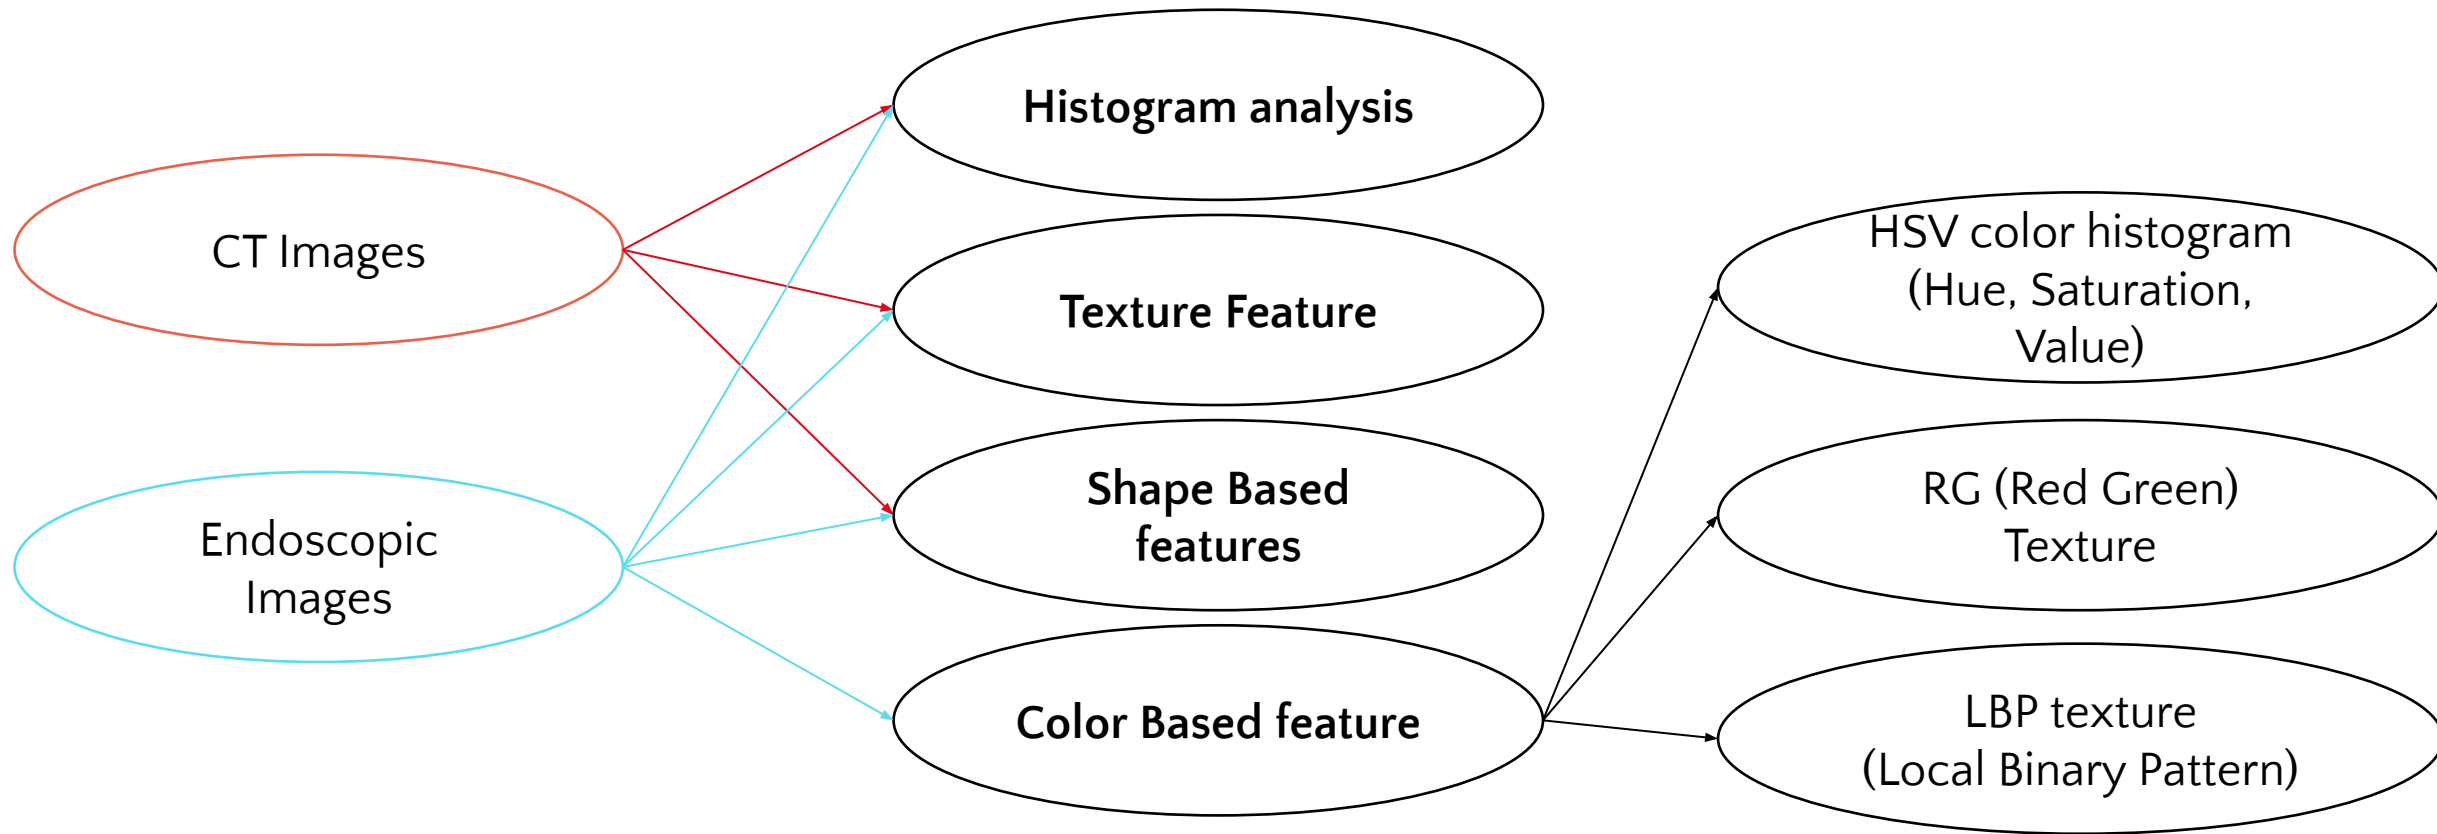 CT Images
Endoscopic
Images
Histogram analysis
Texture Feature
Shape Based
features
Color Based feature
HSV color histogram
(Hue, Saturation,
Value)
RG (Red Green)
Texture
LBP texture
(Local Binary Pattern)